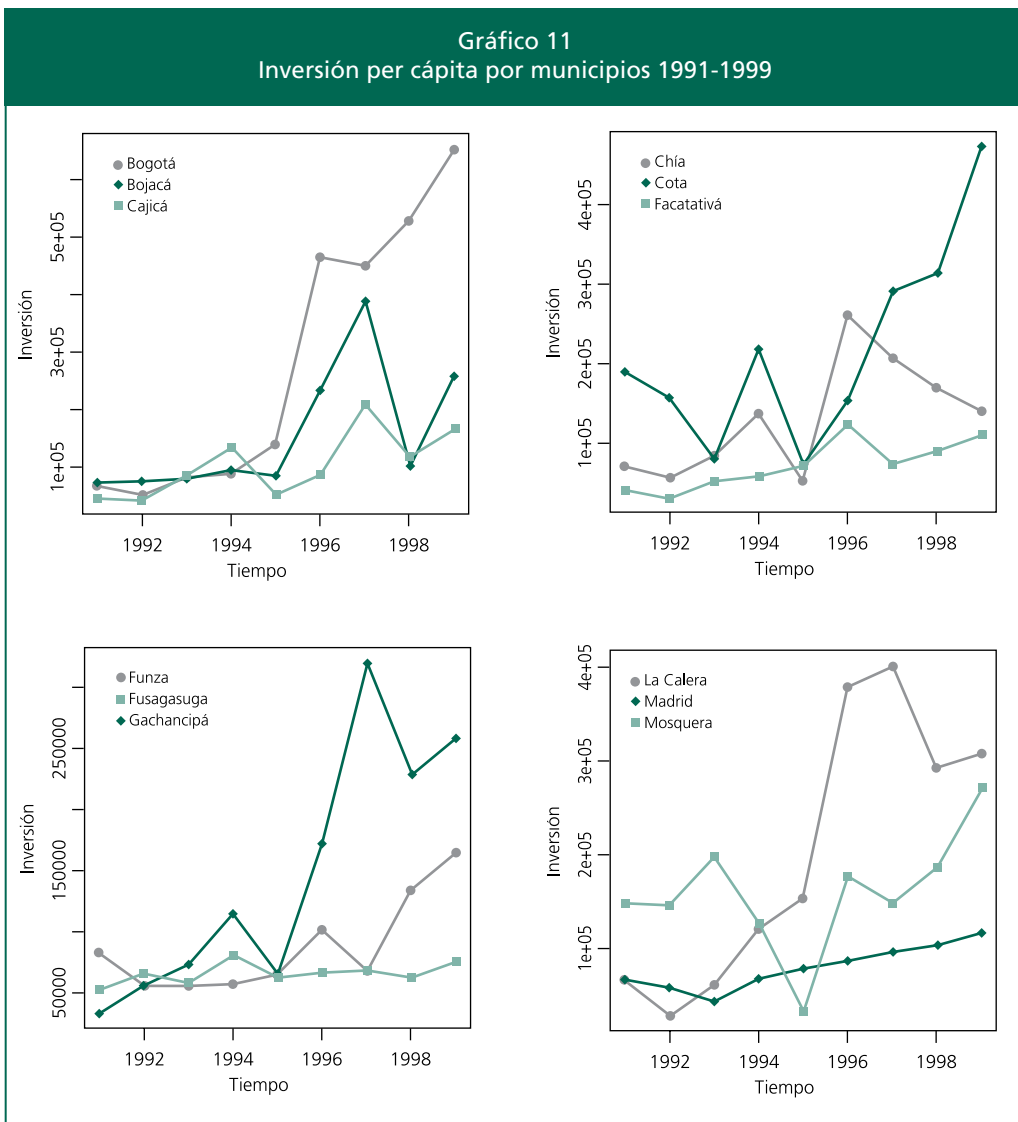 Gráfico 11
Inversión per cápita por municipios 1991-1999
Bogotá
Bojacá
Cajicá
5e+05
3e+05
1e+05
Inversión
1992 1994 1996 1998
Tiempo
Chía
Cota
Facatativá
4e+05
3e+05
2e+05
1e+05
Inversión
1992 1994 1996 1998
Tiempo
Funza
Fusagasuga
Gachancipá
250000
150000
50000
Inversión
1992 1994 1996 1998
Tiempo
La Calera
Madrid
Mosquera
4e+05
3e+05
2e+05
1e+05
Inversión
1992 1994 1996 1998
Tiempo